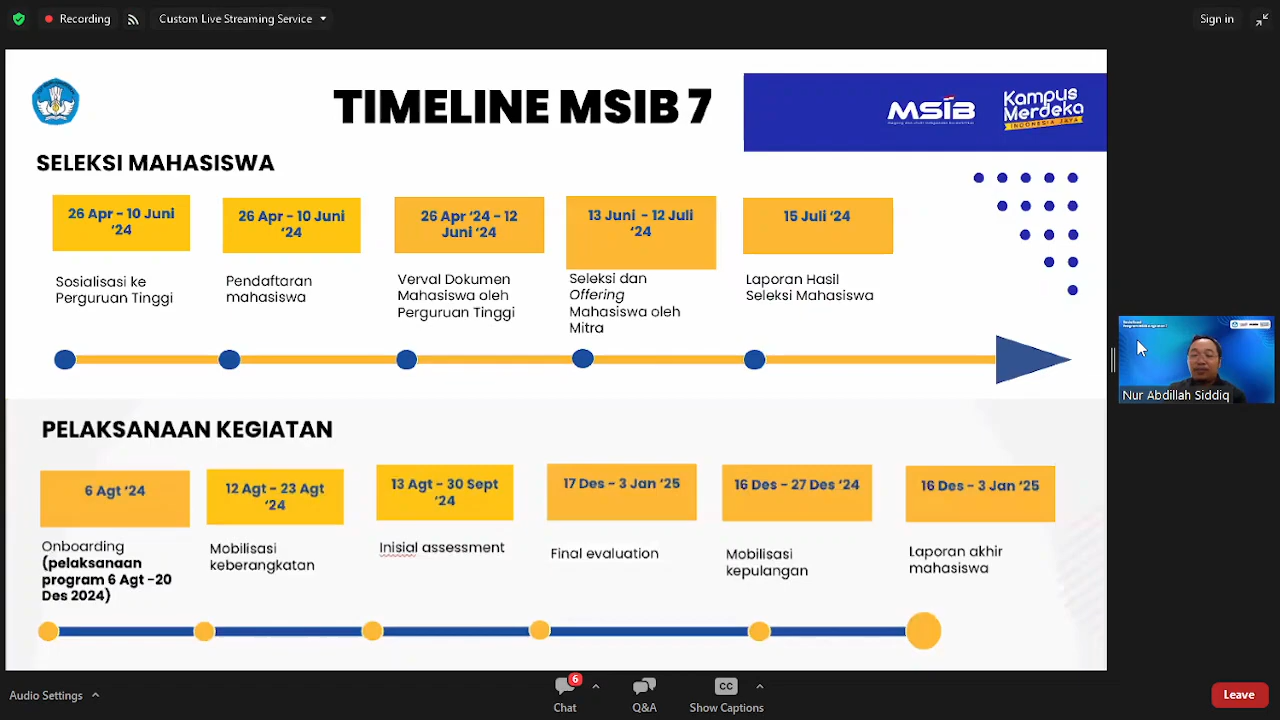 Recording
Custom Live Streaming Service
Sign in
TIMELINE MSIB 7
MSIB
Kampus
Merdeka
INDONESIA JAYA
SELEKSI MAHASISWA
26 Apr - 10 Juni
‘24
Sosialisasi ke
Perguruan Tinggi
26 Apr - 10 Juni
‘24
Pendaftaran
mahasiswa
26 Apr ‘24 - 12
Juni ‘24
Verval Dokumen
Mahasiswa oleh
Perguruan Tinggi
13 Juni - 12 Juli
‘24
Seleksi dan
Offering
Mahasiswa oleh
Mitra
15 Juli ‘24
Laporan Hasil
Seleksi Mahasiswa
Nur Abdillah Siddiq
PELAKSANAAN KEGIATAN
6 Agt ‘24
Onboarding
(pelaksanaan
program 6 Agt -20
Des 2024)
12 Agt - 23 Agt
‘24
Mobilisasi
keberangkatan
13 Agt - 30 Sept
‘24
Inisial assessment
17 Des - 3 Jan ‘25
Final evaluation
16 Des - 27 Des ‘24
Mobilisasi
kepulangan
16 Des - 3 Jan ‘25
Laporan akhir
mahasiswa
Audio Settings
6
Chat
Q&A
CC
Show Captions
Leave